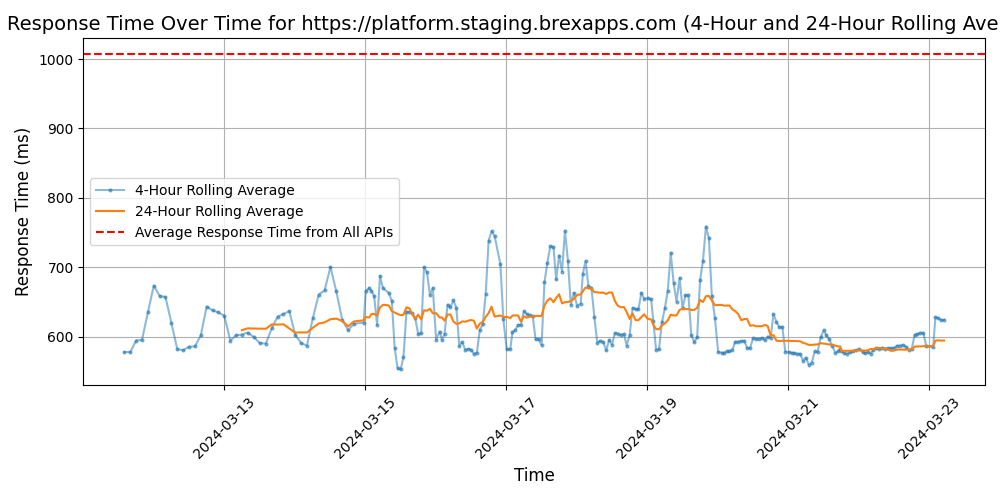 Response Time Over Time for https://platform.staging.brexapps.com (4-Hour and 24-Hour Rolling Ave
1000
900
800
700
600
Response Time (ms)
4-Hour Rolling Average
24-Hour Rolling Average
Average Response Time from All APIs
2024-03-13
2024-03-15
2024-03-17
2024-03-19
2024-03-21
2024-03-23
Time